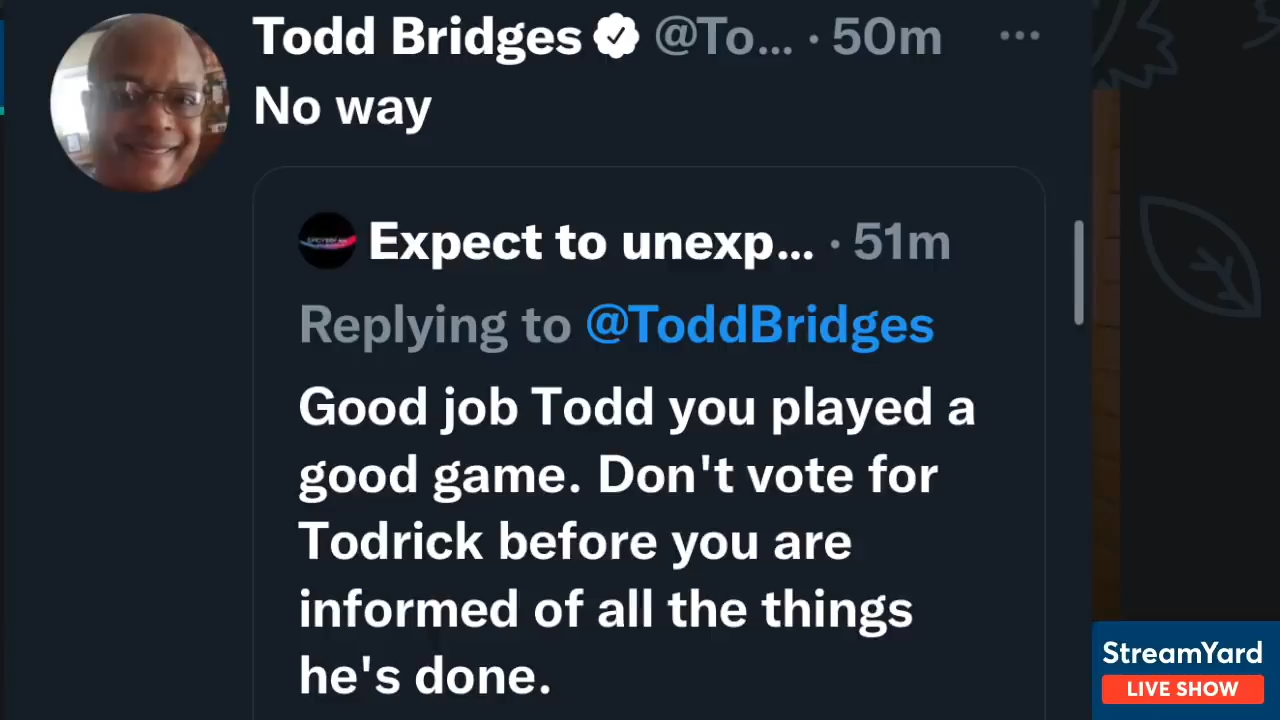 Todd Bridges @To... · 50m
No way
Expect to unexp... · 51m
Replying to @ToddBridges
Good job Todd you played a
good game. Don't vote for
Todrick before you are
informed of all the things
he's done.
StreamYard
LIVE SHOW